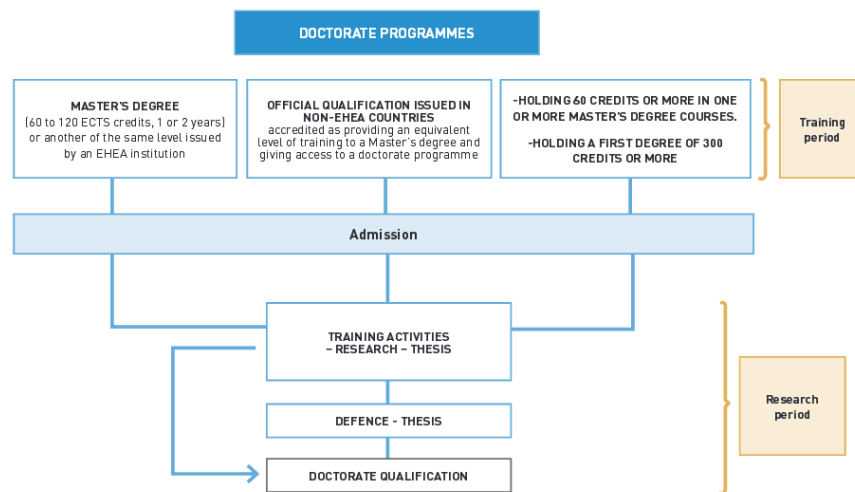 DOCTORATE PROGRAMMES
MASTER'S DEGREE
(60 to 120 ECTS credits, 1 or 2 years)
or another of the same level issued
by an EHEA institution
OFFICIAL QUALIFICATION ISSUED IN
NON-EHEA COUNTRIES
accredited as providing an equivalent
level of training to a Master's degree and
giving access to a doctorate programme
-HOLDING 60 CREDITS OR MORE IN ONE
OR MORE MASTER'S DEGREE COURSES.
-HOLDING A FIRST DEGREE OF 300
CREDITS OR MORE
Training
period
Admission
TRAINING ACTIVITIES
– RESEARCH – THESIS
DEFENCE - THESIS
DOCTORATE QUALIFICATION
Research
period